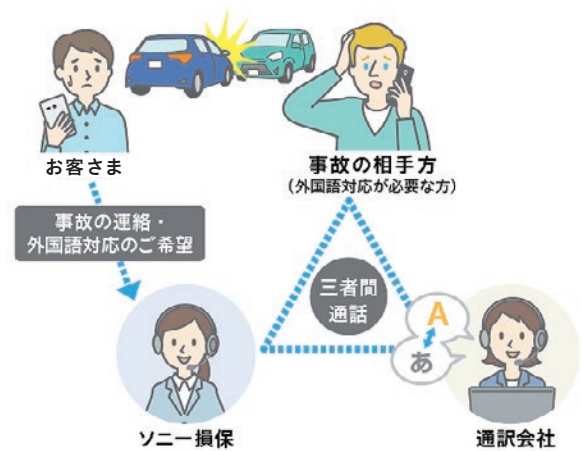 お客さま
事故の相手方
(外国語対応が必要な方)
事故の連絡・
外国語対応のご希望
三者間
通話
A
あ
ソニー損保
通訳会社